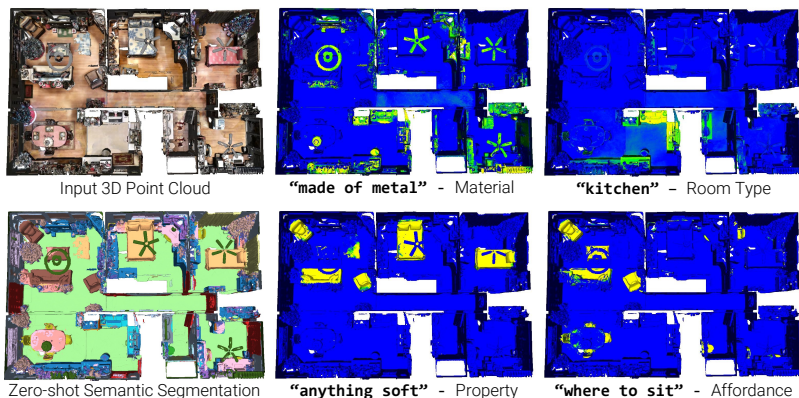 Input 3D Point Cloud
“made of metal” - Material
“kitchen” – Room Type
Zero-shot Semantic Segmentation
“anything soft” - Property
“where to sit” - Affordance